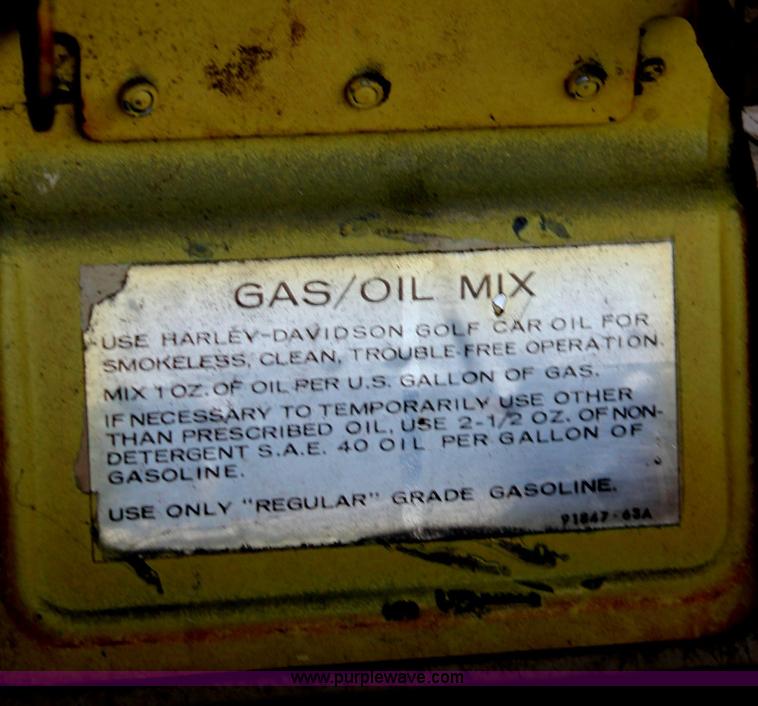 GAS/OIL MIX
USE HARLEY-DAVIDSON GOLF CAR OIL FOR
SMOKELESS, CLEAN, TROUBLE-FREE OPERATION.
MIX 1 OZ. OF OIL PER U.S. GALLON OF GAS.
IF NECESSARY TO TEMPORARILY USE OTHER
THAN PRESCRIBED OIL, USE 2-1/2 OZ. OF NON-
DETERGENT S.A.E. 40 OIL PER GALLON OF
GASOLINE.
USE ONLY "REGULAR" GRADE GASOLINE.
91847-63A
www.purplewave.com